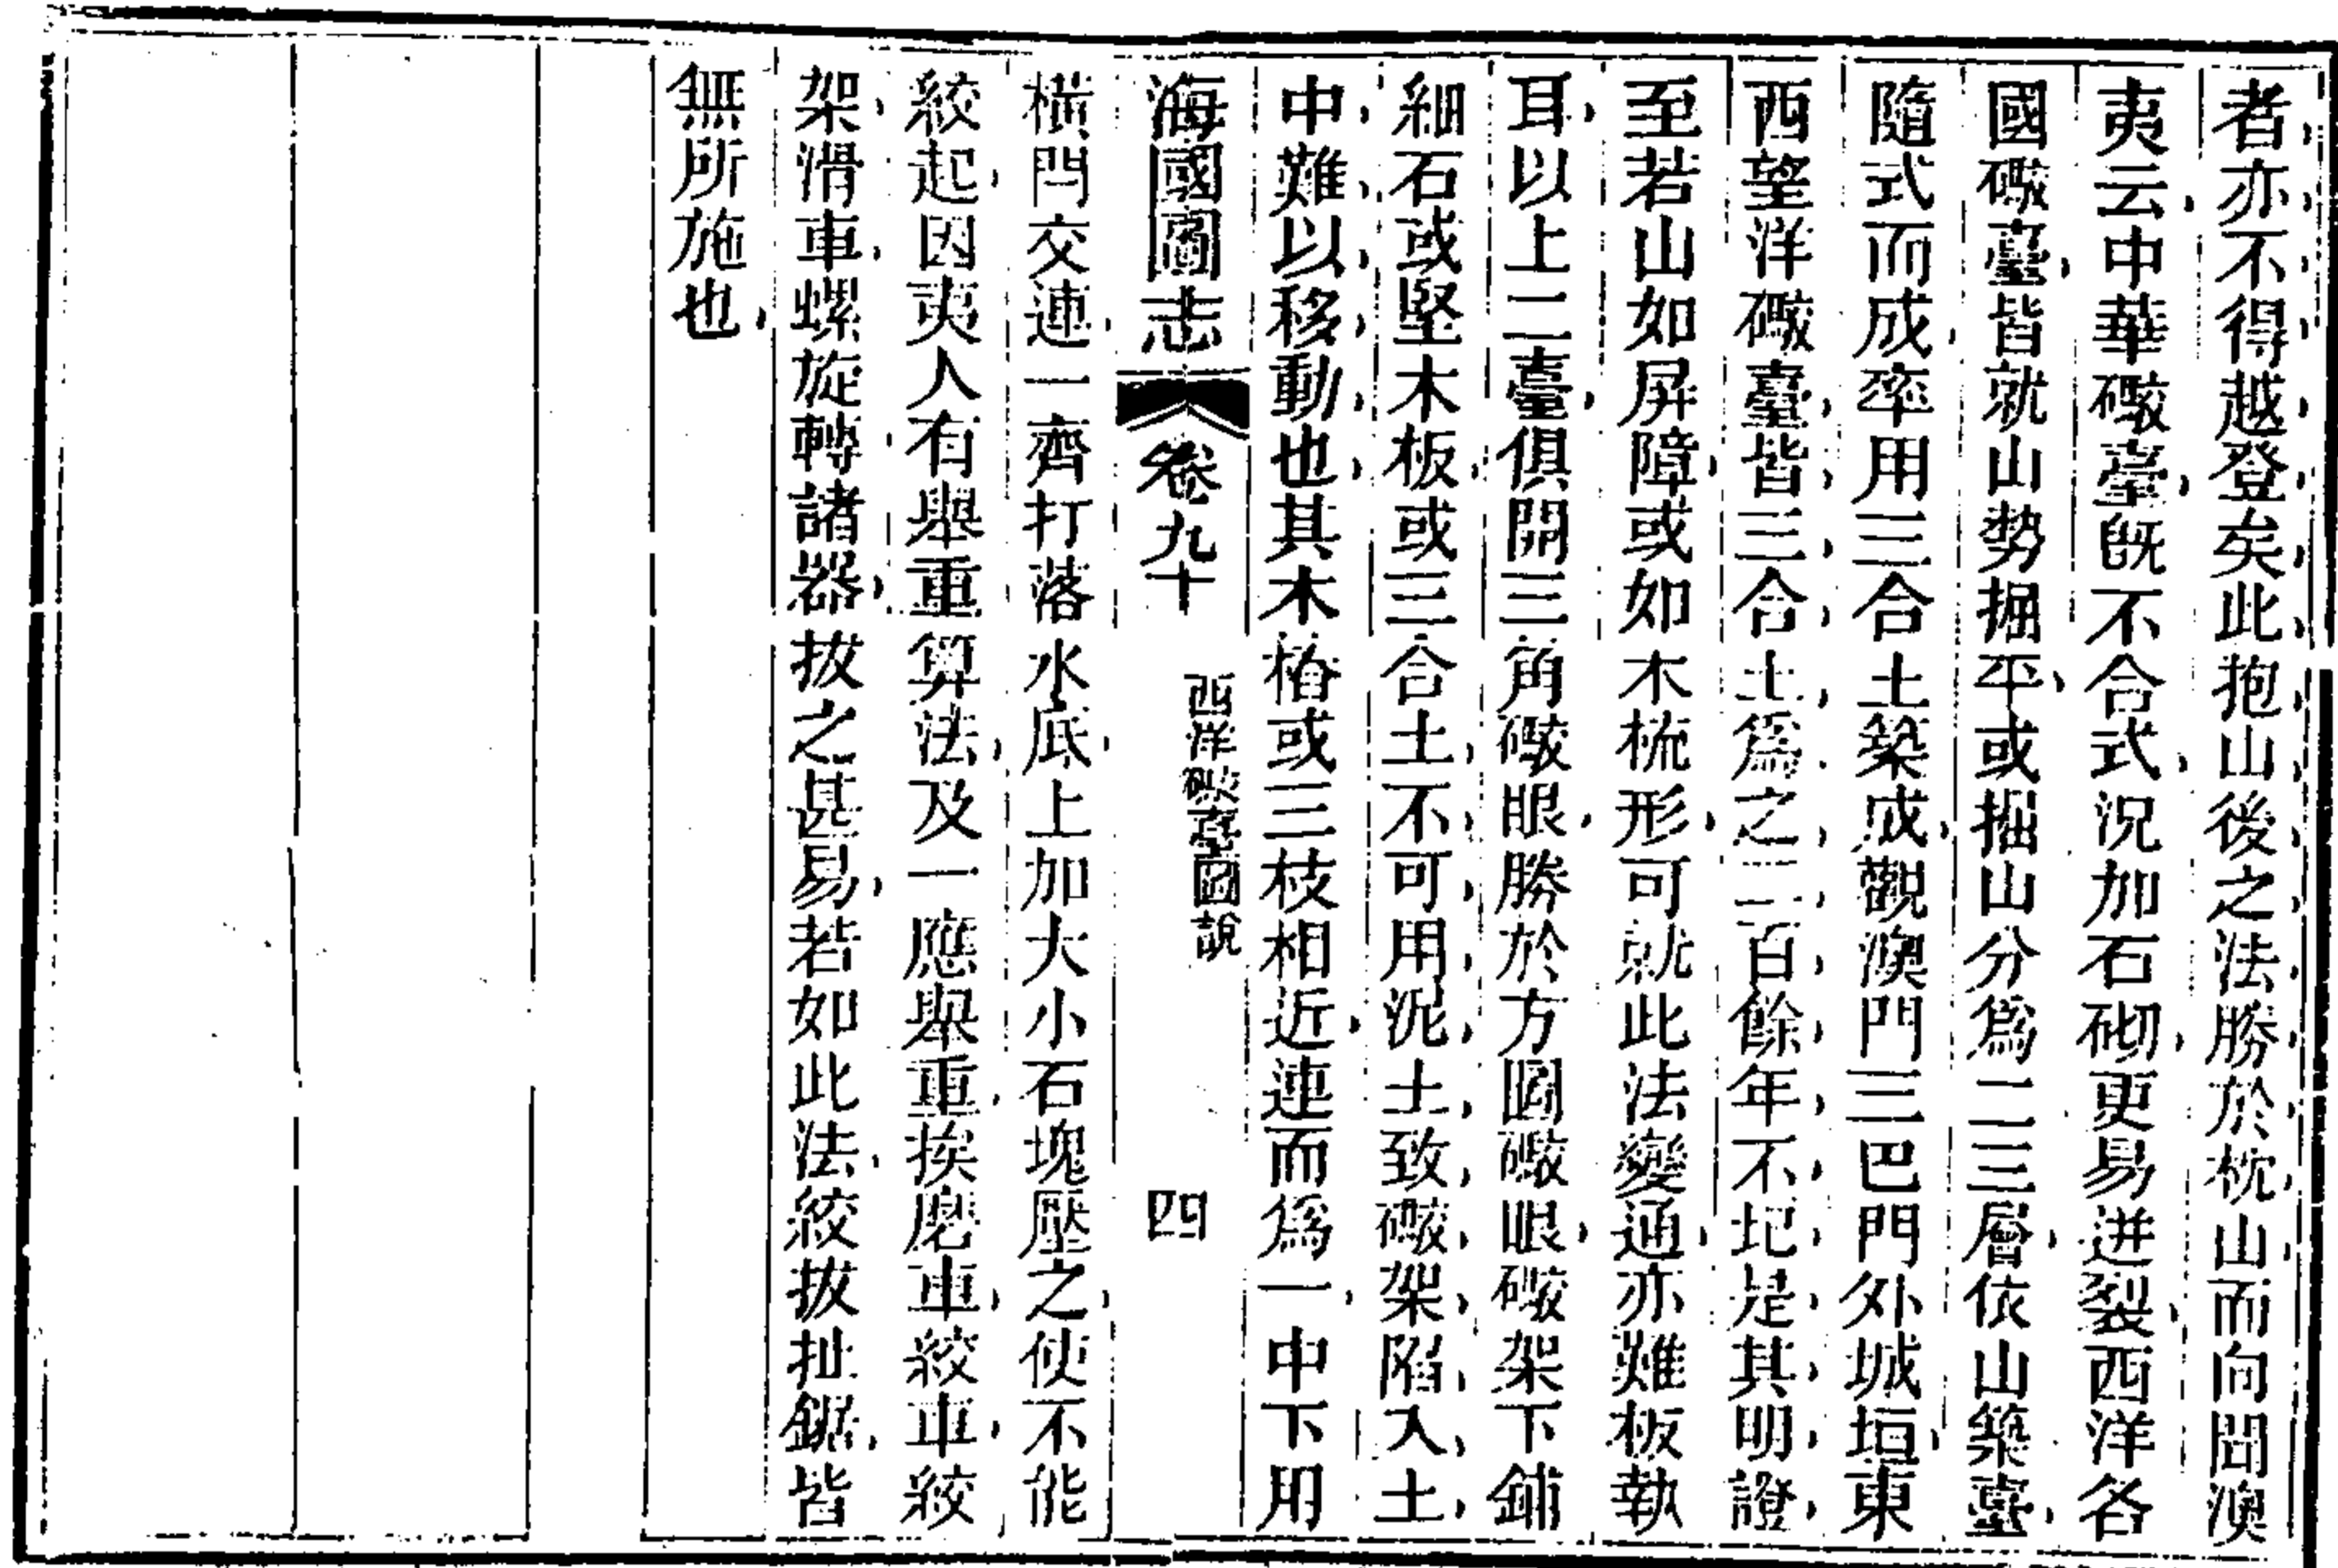 者亦不得越登矣此抱山後之法勝於枕山而向問澳
夷云中華礮臺旣不合式況加石砌更易迸裂西洋各
國礮臺皆就山勢掘平或掘山分爲二三層依山築臺
隨式而成率用三合土築成觀澳門三巴門外城垣東
西望洋礮臺皆三合土爲之二百餘年不圮是其明證
至若山如屏障或如木梳形可就此法變通亦難板執
耳以上二臺俱開三角礮眼勝於方圓礮眼礮架下鋪
細石或堅木板或三合土不可用泥土致礮架陷入土
中難以移動也其木樁或三枝相近連而爲一中下用
海國圖志 卷九十 西洋礮臺圖說 四
橫閂交連一齊打落水底上加大小石塊壓之使不能
絞起因夷人有舉重算法及一應舉重挨磨車絞車絞
架滑車螺旋轉諸器拔之甚易若如此法絞拔扯鋸皆
無所施也